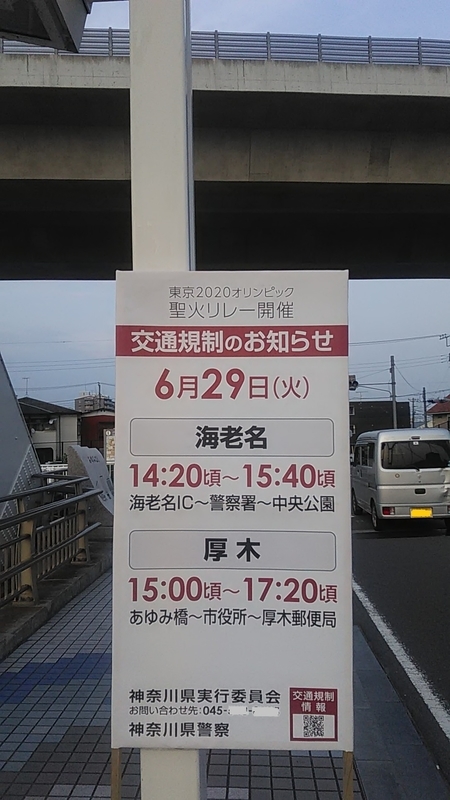 東京2020オリンピック
聖火リレー開催
交通規制のお知らせ
6月29日(火)
海老名
14:20頃～15:40頃
海老名IC～警察署～中央公園
厚木
15:00頃～17:20頃
あゆみ橋～市役所～厚木郵便局
神奈川県実行委員会
お問い合わせ先:045-
神奈川県警察
交通規制
情報